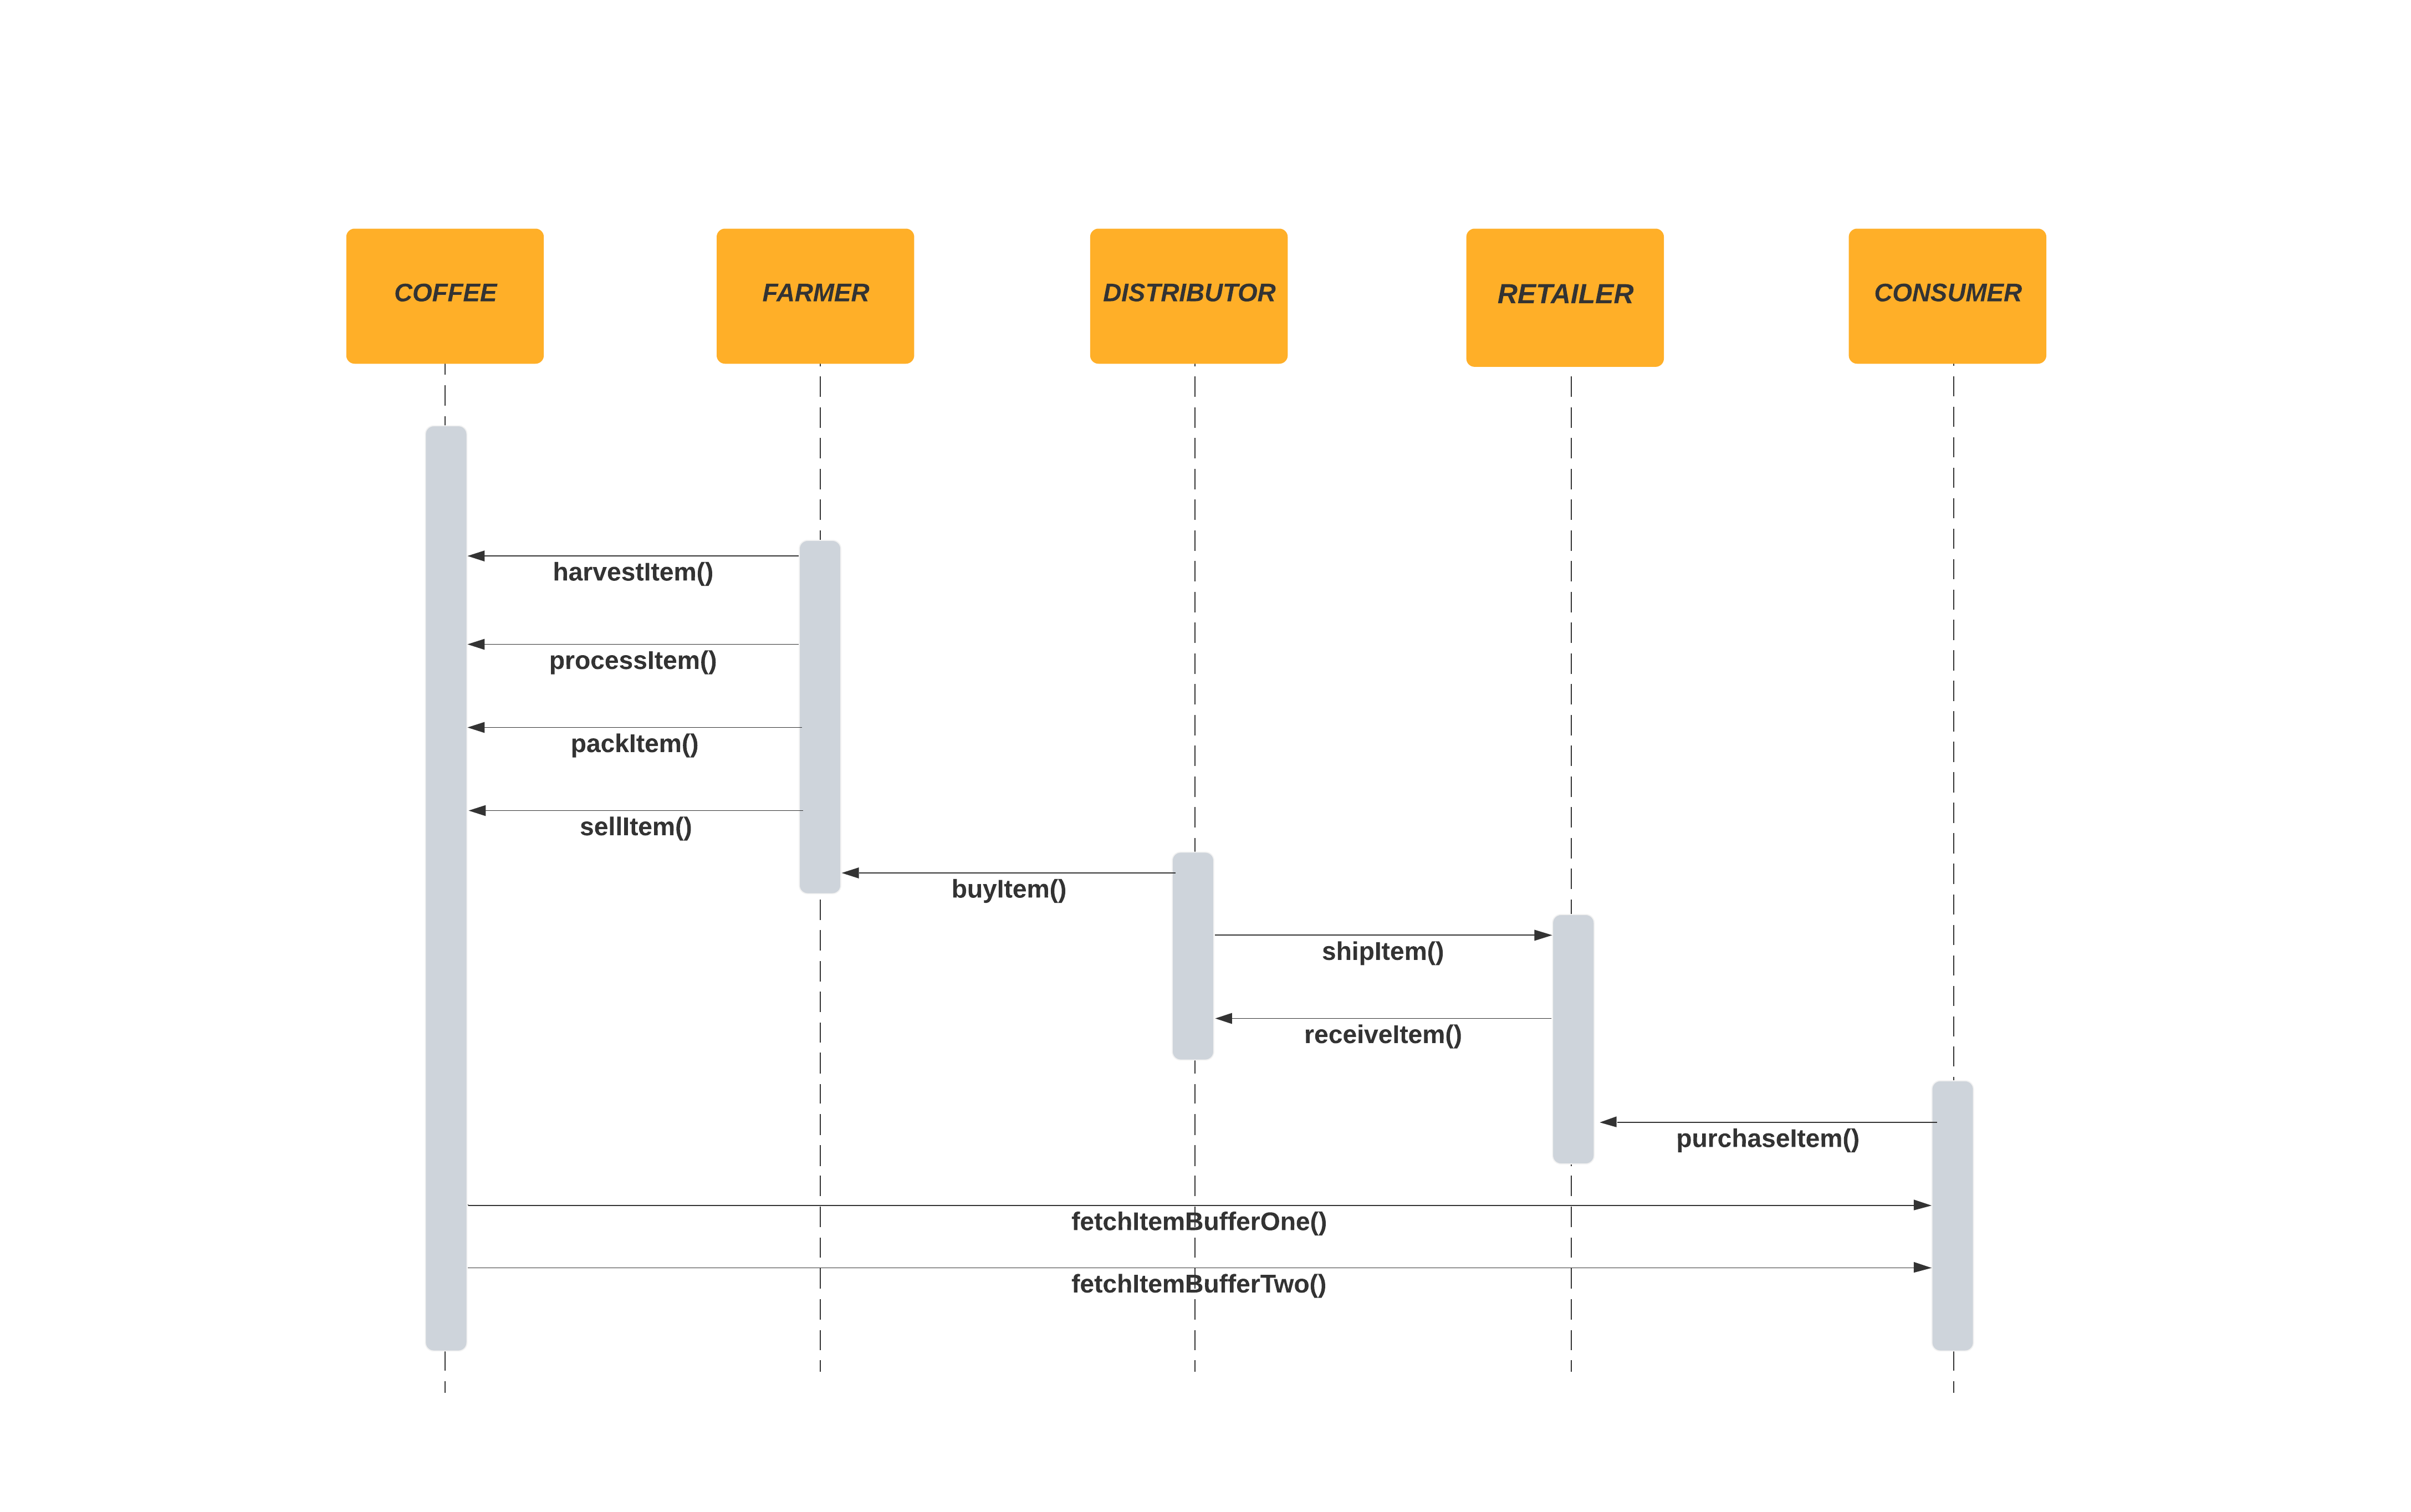 COFFEE
FARMER
DISTRIBUTOR
RETAILER
CONSUMER
harvestItem()
processItem()
packItem()
sellItem()
buyItem()
shipItem()
receiveItem()
purchaseItem()
fetchItemBufferOne()
fetchItemBufferTwo()